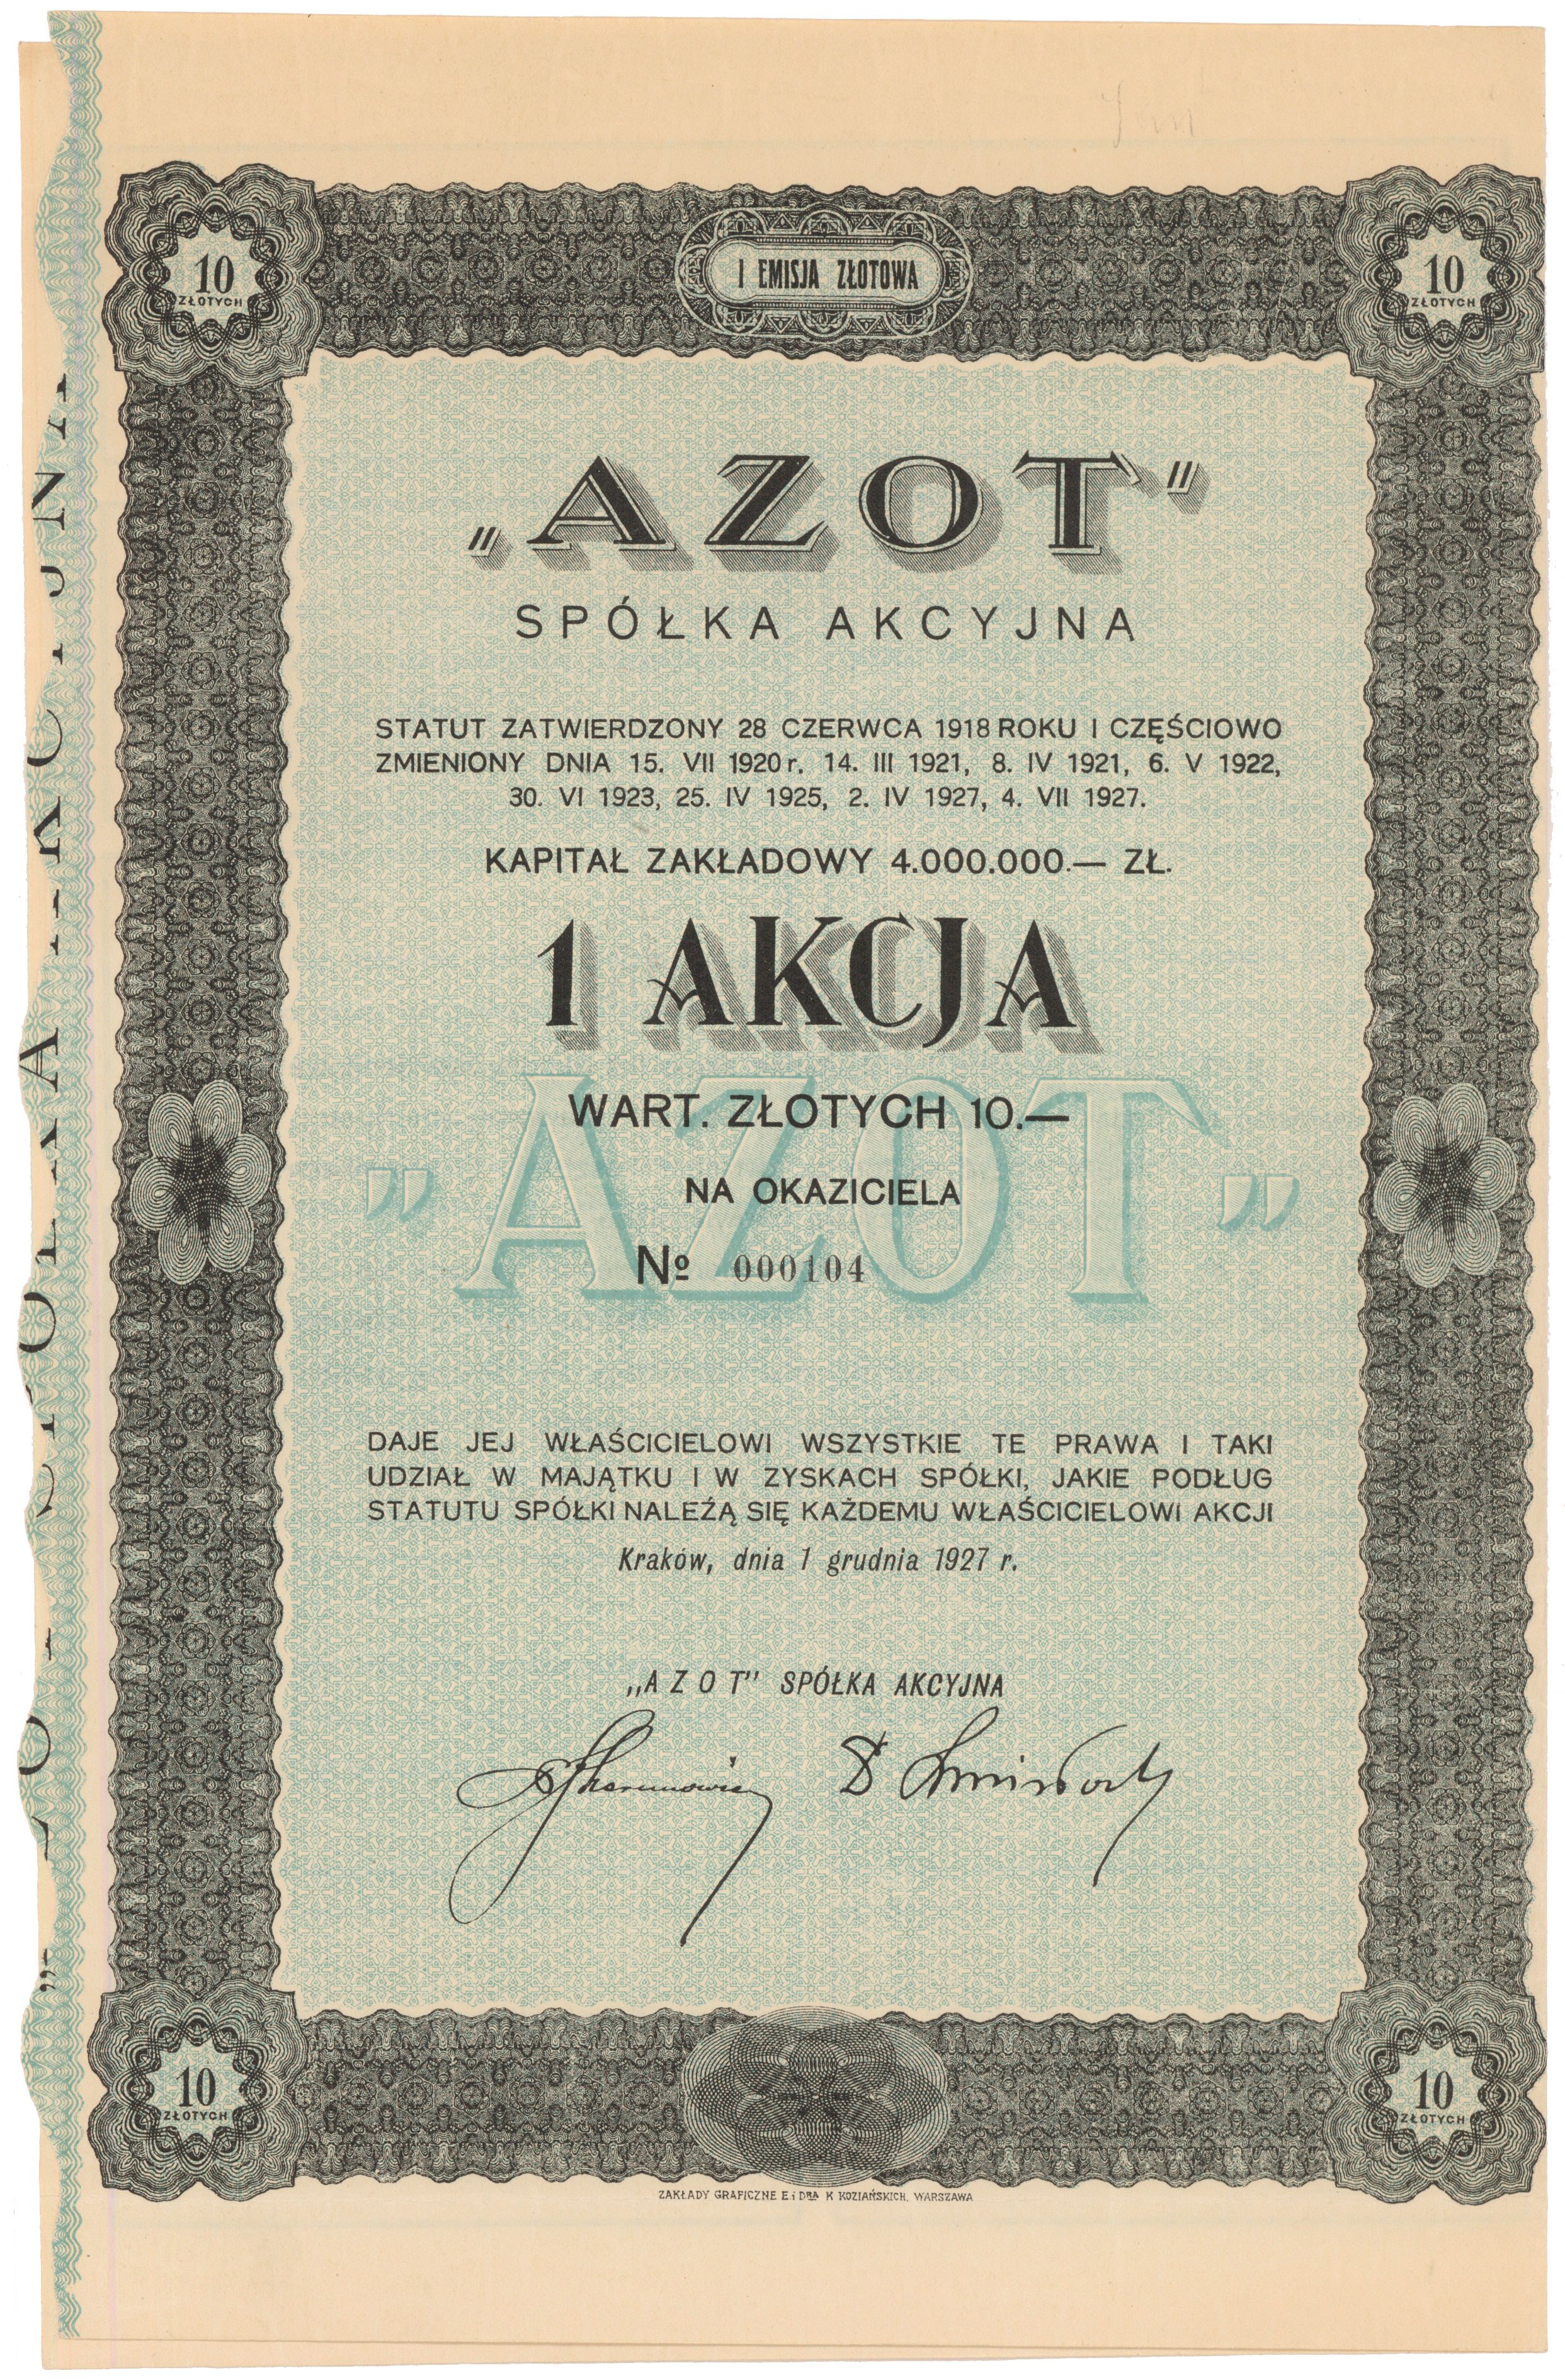 10
ZŁOTYCH
I EMISJA ZŁOTOWA
10
ZŁOTYCH
„AZOT"
SPÓŁKA AKCYJNA
STATUT ZATWIERDZONY 28 CZERWCA 1918 ROKU I CZĘŚCIOWO
ZMIENIONY DNIA 15. VII 1920 r. 14. III 1921, 8. IV 1921, 6. V 1922,
30. VI 1923, 25. IV 1925, 2. IV 1927, 4. VII 1927.
KAPITAŁ ZAKŁADOWY 4.000.000.— ZŁ.
1 AKCJA
"AZOT"
WART. ZŁOTYCH 10.—
NA OKAZICIELA
Nº 000104
DAJE JEJ WŁAŚCICIELOWI WSZYSTKIE TE PRAWA I TAKI
UDZIAŁ W MAJĄTKU I W ZYSKACH SPÓŁKI, JAKIE PODŁUG
STATUTU SPÓŁKI NALEŻĄ SIĘ KAŻDEMU WŁAŚCICIELOWI AKCJI
Kraków, dnia 1 grudnia 1927 r.
„AZOT" SPÓŁKA AKCYJNA
10
ZŁOTYCH
10
ZŁOTYCH
ZAKŁADY GRAFICZNE E. i DRA K KOZIAŃSKICH, WARSZAWA